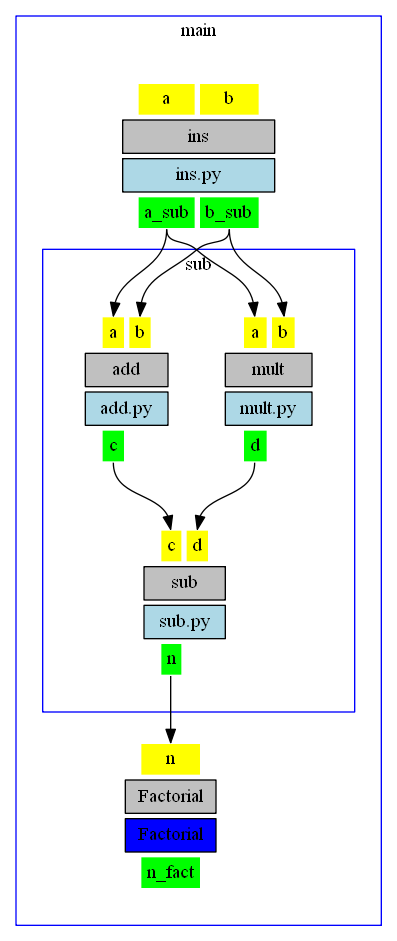 main
a b
ins
ins.py
a_sub b_sub
sub
a b a b
add mult
add.py mult.py
c d
c d
sub
sub.py
n
n
Factorial
Factorial
n_fact